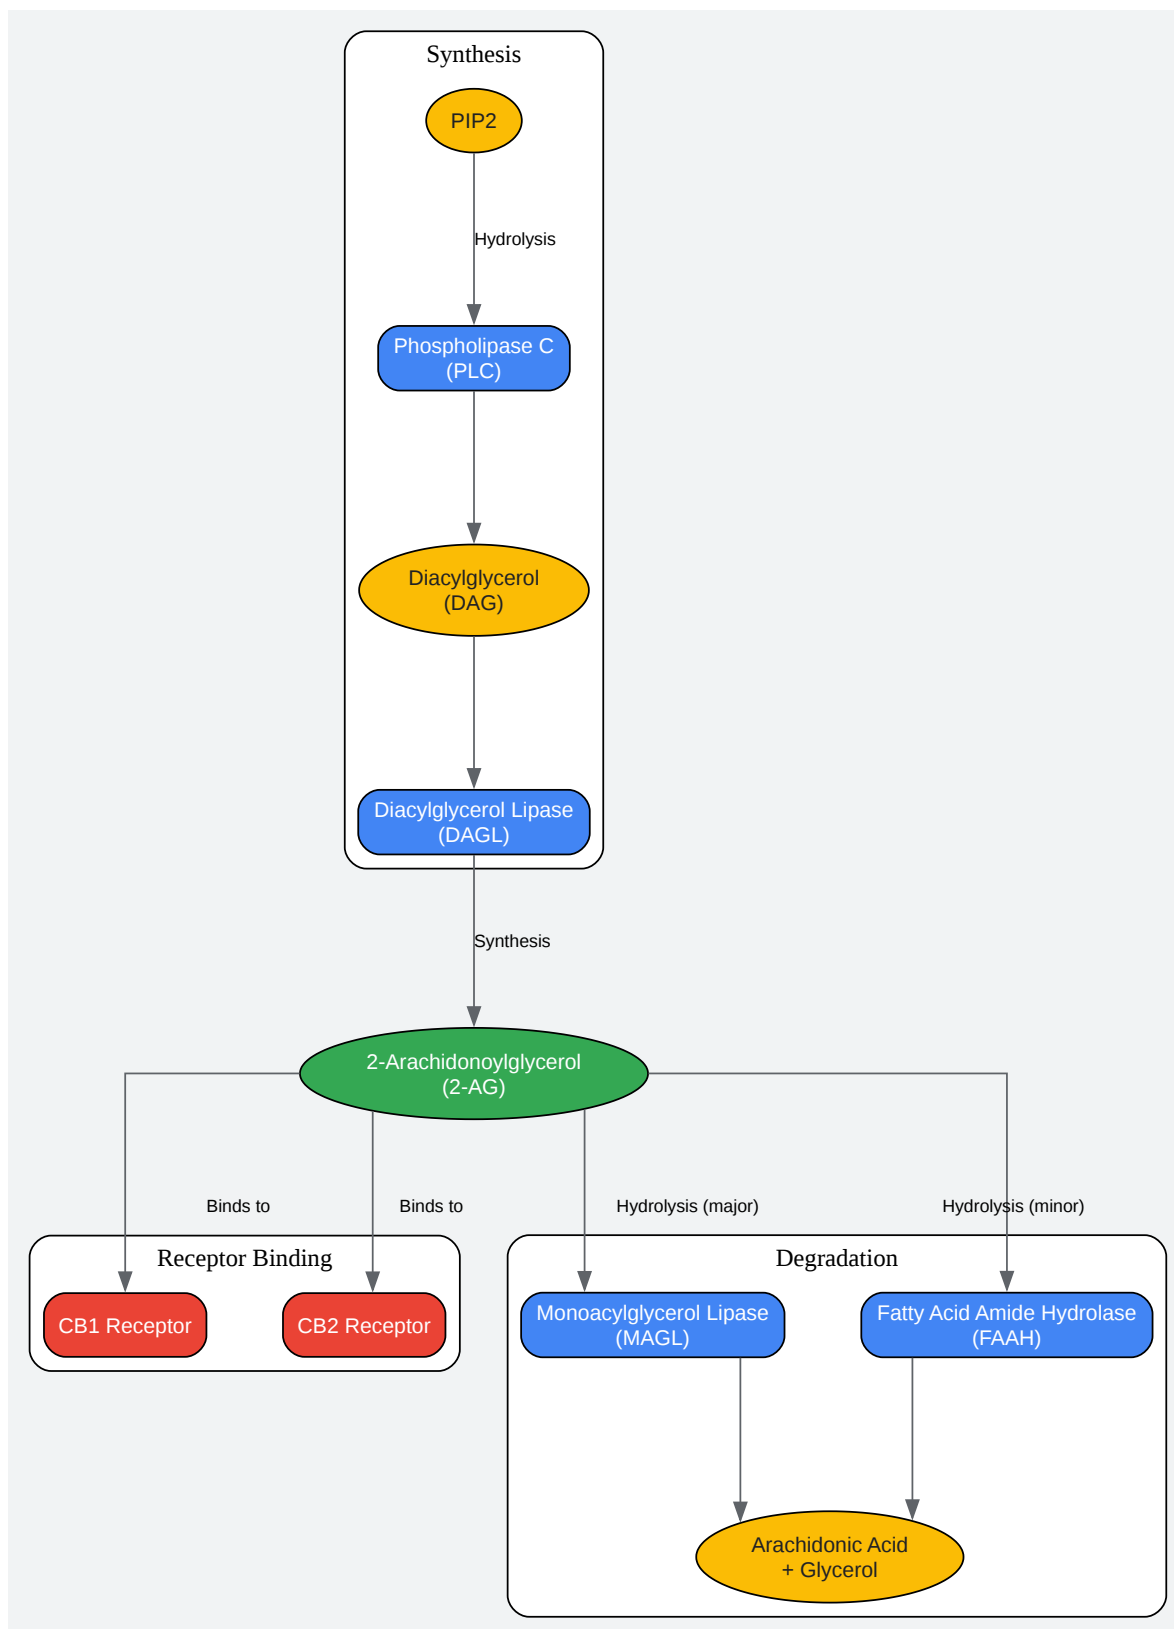 Synthesis
PIP2
Hydrolysis
Phospholipase C
(PLC)
Diacylglycerol
(DAG)
Diacylglycerol Lipase
(DAGL)
Synthesis
2-Arachidonoylglycerol
(2-AG)
Binds to
Binds to
Hydrolysis (major)
Hydrolysis (minor)
Receptor Binding
CB1 Receptor
CB2 Receptor
Degradation
Monoacylglycerol Lipase
(MAGL)
Fatty Acid Amide Hydrolase
(FAAH)
Arachidonic Acid
+ Glycerol